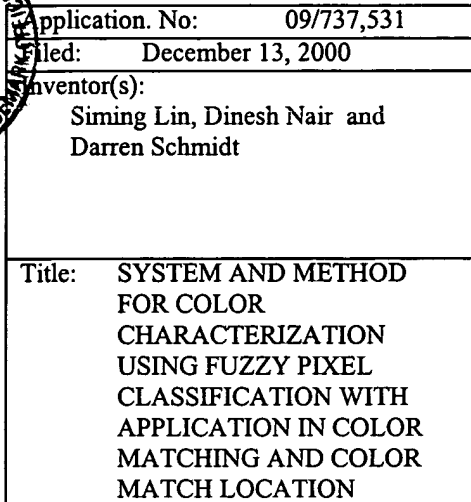 Application. No: 09/737,531
Filed: December 13, 2000
Inventor(s):
Siming Lin, Dinesh Nair and
Darren Schmidt
Title: SYSTEM AND METHOD
FOR COLOR
CHARACTERIZATION
USING FUZZY PIXEL
CLASSIFICATION WITH
APPLICATION IN COLOR
MATCHING AND COLOR
MATCH LOCATION